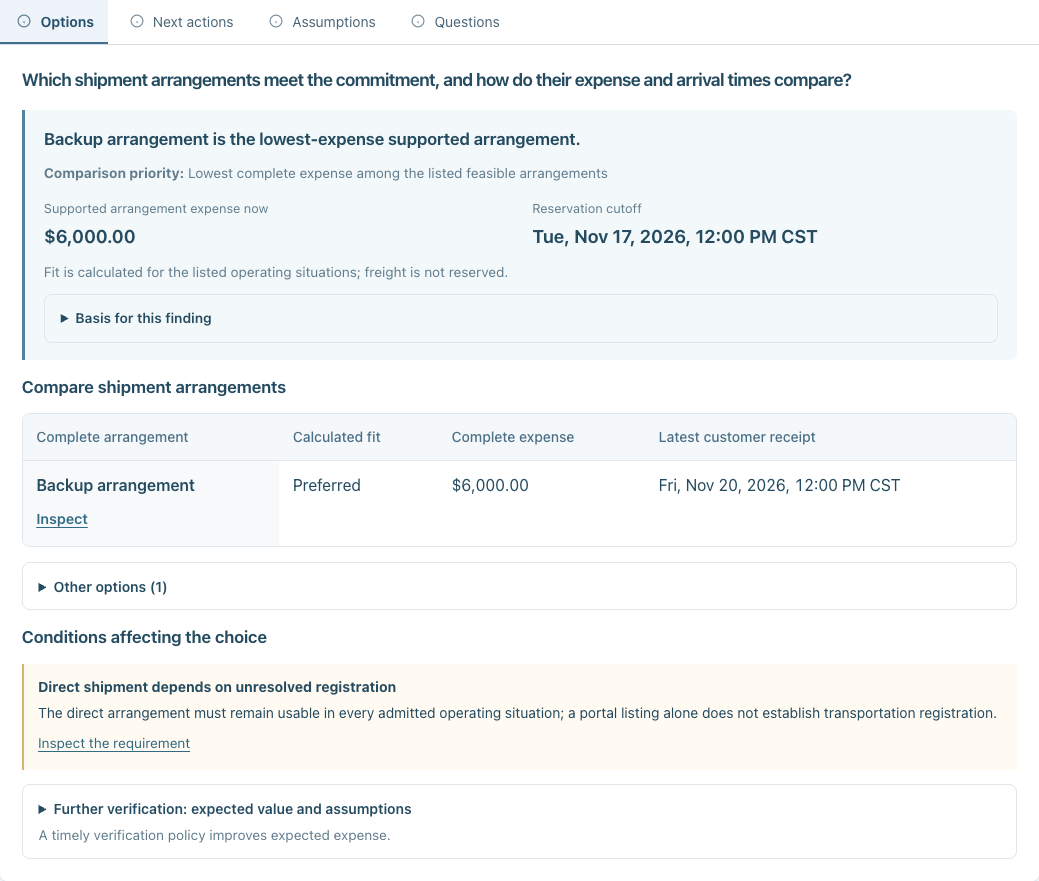 Options
Next actions
Assumptions
Questions
Which shipment arrangements meet the commitment, and how do their expense and arrival times compare?
Backup arrangement is the lowest-expense supported arrangement.
Comparison priority: Lowest complete expense among the listed feasible arrangements
Supported arrangement expense now
$6,000.00
Reservation cutoff
Tue, Nov 17, 2026, 12:00 PM CST
Fit is calculated for the listed operating situations; freight is not reserved.
Basis for this finding
Compare shipment arrangements
Complete arrangement
Calculated fit
Complete expense
Latest customer receipt
Backup arrangement
Preferred
$6,000.00
Fri, Nov 20, 2026, 12:00 PM CST
Inspect
Other options (1)
Conditions affecting the choice
Direct shipment depends on unresolved registration
The direct arrangement must remain usable in every admitted operating situation; a portal listing alone does not establish transportation registration.
Inspect the requirement
Further verification: expected value and assumptions
A timely verification policy improves expected expense.